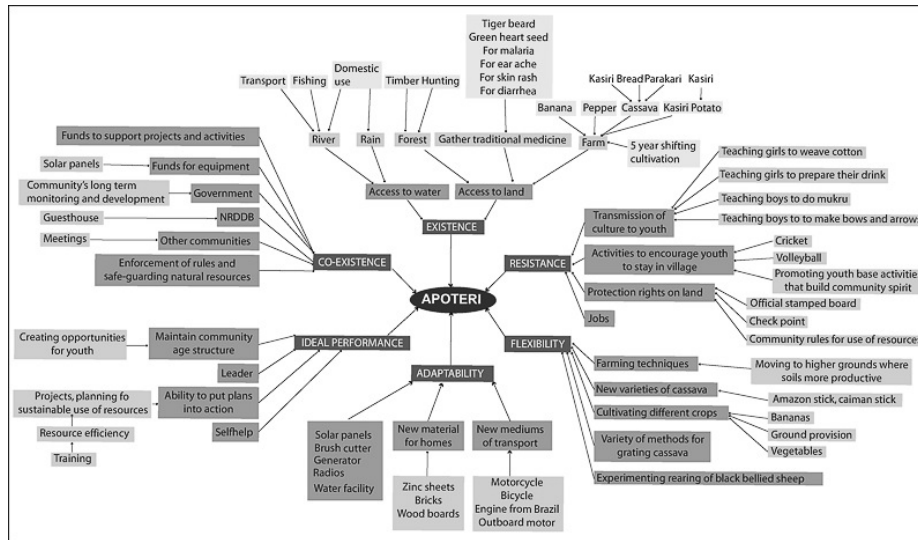 Tiger beard
Green heart seed
For malaria
For ear ache
For skin rash
For diarrhea
Transport
Fishing
Domestic
use
Timber
Hunting
Kasiri
Bread
Parakari
Kasiri
Banana
Pepper
Cassava
Kasiri Potato
River
Rain
Forest
Gather traditional medicine
Farm
5 year shifting
cultivation
Access to water
Access to land
EXISTENCE
Funds to support projects and activities
Solar panels
Funds for equipment
Community's long term
monitoring and development
Government
Guesthouse
NRDDB
Meetings
Other communities
Enforcement of rules and
safe-guarding natural resources
CO-EXISTENCE
Teaching girls to weave cotton
Teaching girls to prepare their drink
Teaching boys to do mukru
Teaching boys to to make bows and arrows
Transmission of
culture to youth
Cricket
Volleyball
Promoting youth base activities
that build community spirit
Activities to encourage youth
to stay in village
RESISTANCE
Protection rights on land
Official stamped board
Check point
Community rules for use of resources
Jobs
APOTERI
Creating opportunities
for youth
Maintain community
age structure
IDEAL PERFORMANCE
Leader
Projects, planning fo
sustainable use of resources
Ability to put plans
into action
Resource efficiency
Training
Selfhelp
ADAPTABILITY
Solar panels
Brush cutter
Generator
Radios
Water facility
New material
for homes
New mediums
of transport
Zinc sheets
Bricks
Wood boards
Motorcycle
Bicycle
Engine from Brazil
Outboard motor
FLEXIBILITY
Farming techniques
Moving to higher grounds where
soils more productive
New varieties of cassava
Amazon stick, caiman stick
Cultivating different crops
Bananas
Ground provision
Vegetables
Variety of methods for
grating cassava
Experimenting rearing of black bellied sheep